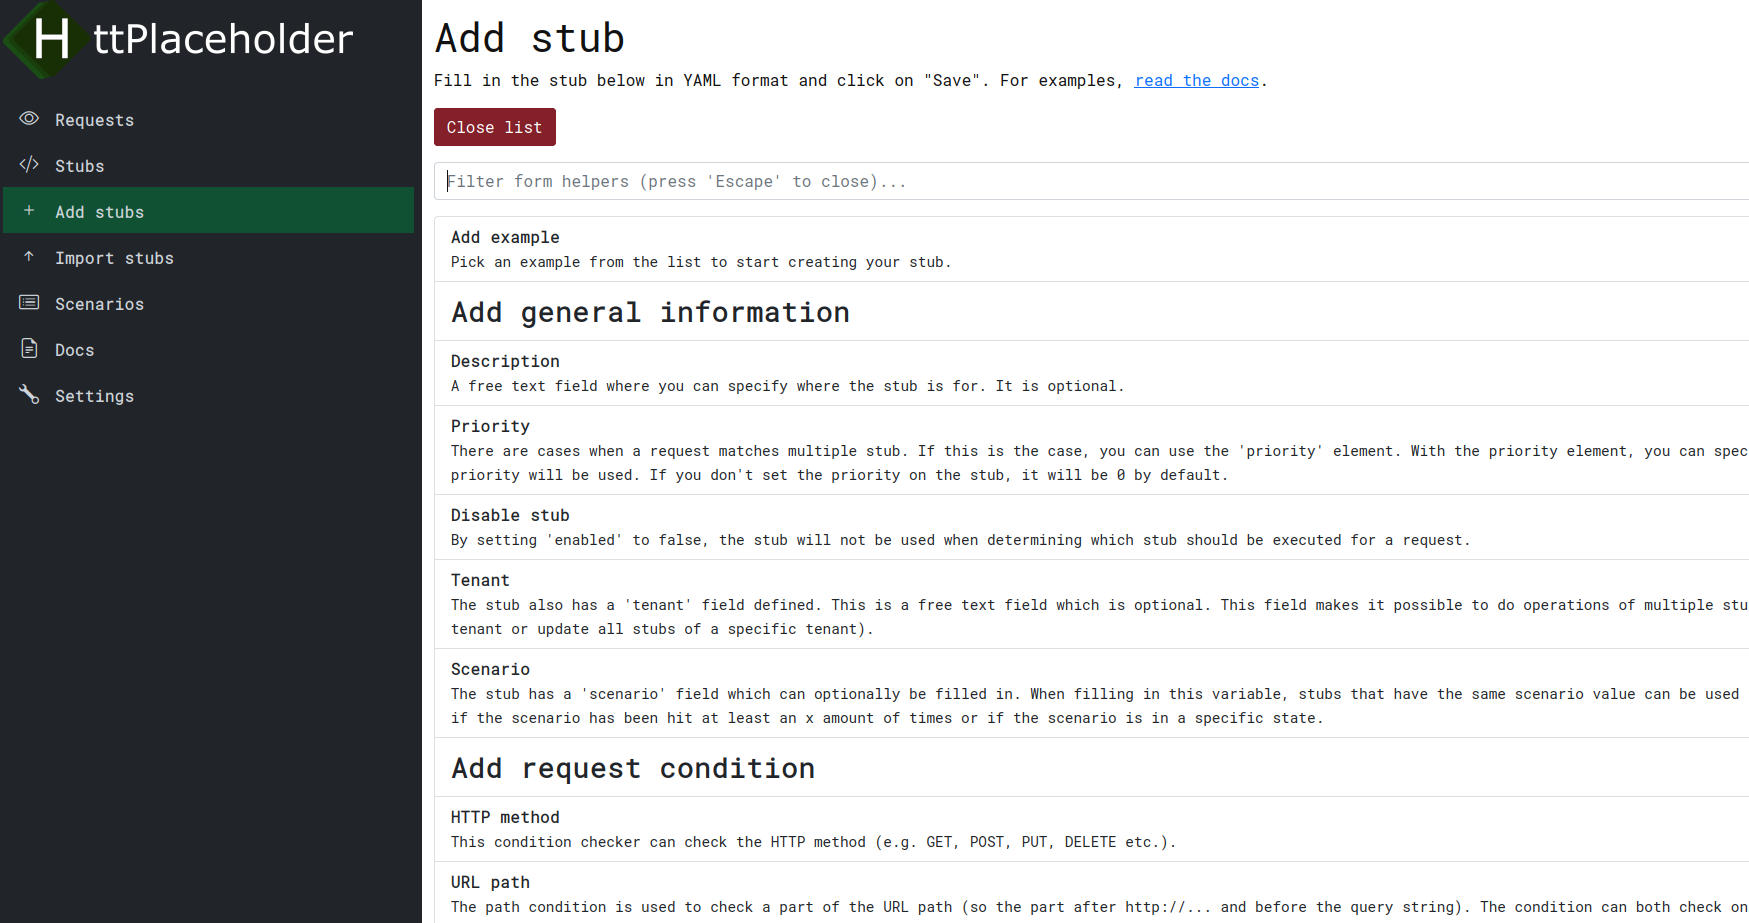 HttPlaceholder
Requests
Stubs
Add stubs
Import stubs
Scenarios
Docs
Settings
Add stub
Fill in the stub below in YAML format and click on "Save". For examples, read the docs.
Close list
Filter form helpers (press 'Escape' to close)...
Add example
Pick an example from the list to start creating your stub.
Add general information
Description
A free text field where you can specify where the stub is for. It is optional.
Priority
There are cases when a request matches multiple stub. If this is the case, you can use the 'priority' element. With the priority element, you can spec
priority will be used. If you don't set the priority on the stub, it will be 0 by default.
Disable stub
By setting 'enabled' to false, the stub will not be used when determining which stub should be executed for a request.
Tenant
The stub also has a 'tenant' field defined. This is a free text field which is optional. This field makes it possible to do operations of multiple stu
tenant or update all stubs of a specific tenant).
Scenario
The stub has a 'scenario' field which can optionally be filled in. When filling in this variable, stubs that have the same scenario value can be used
if the scenario has been hit at least an x amount of times or if the scenario is in a specific state.
Add request condition
HTTP method
This condition checker can check the HTTP method (e.g. GET, POST, PUT, DELETE etc.).
URL path
The path condition is used to check a part of the URL path (so the part after http://... and before the query string). The condition can both check on